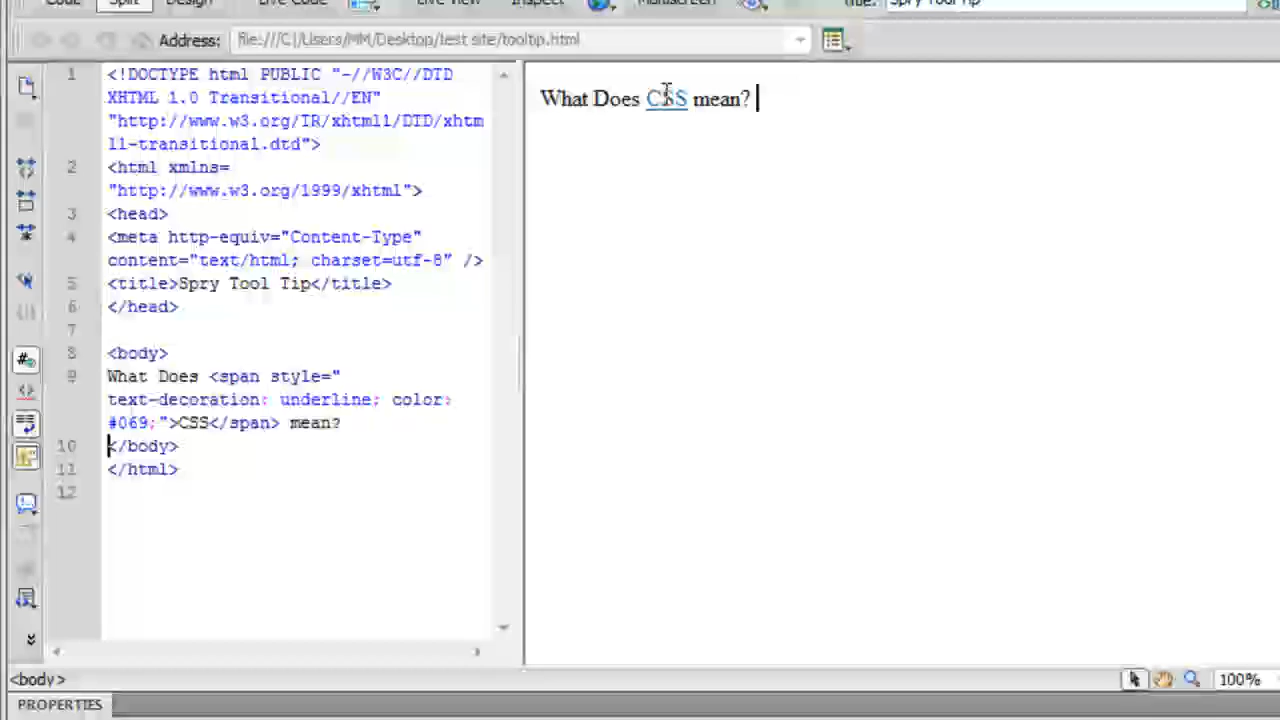 Code Split Design Live Code Live View Inspect Multiscreen Title: Spry Tool Tip
Address: file:///C|/Users/MM/Desktop/test site/tooltip.html
1 <!DOCTYPE html PUBLIC "-//W3C//DTD
XHTML 1.0 Transitional//EN"
"http://www.w3.org/TR/xhtml1/DTD/xhtm
l1-transitional.dtd">
2 <html xmlns=
"http://www.w3.org/1999/xhtml">
3 <head>
4 <meta http-equiv="Content-Type"
content="text/html; charset=utf-8" />
5 <title>Spry Tool Tip</title>
6 </head>
7
8 <body>
9 What Does <span style="
text-decoration: underline; color:
#069;">CSS</span> mean?
10 </body>
11 </html>
12
What Does CSS mean?
<body>
100%
PROPERTIES